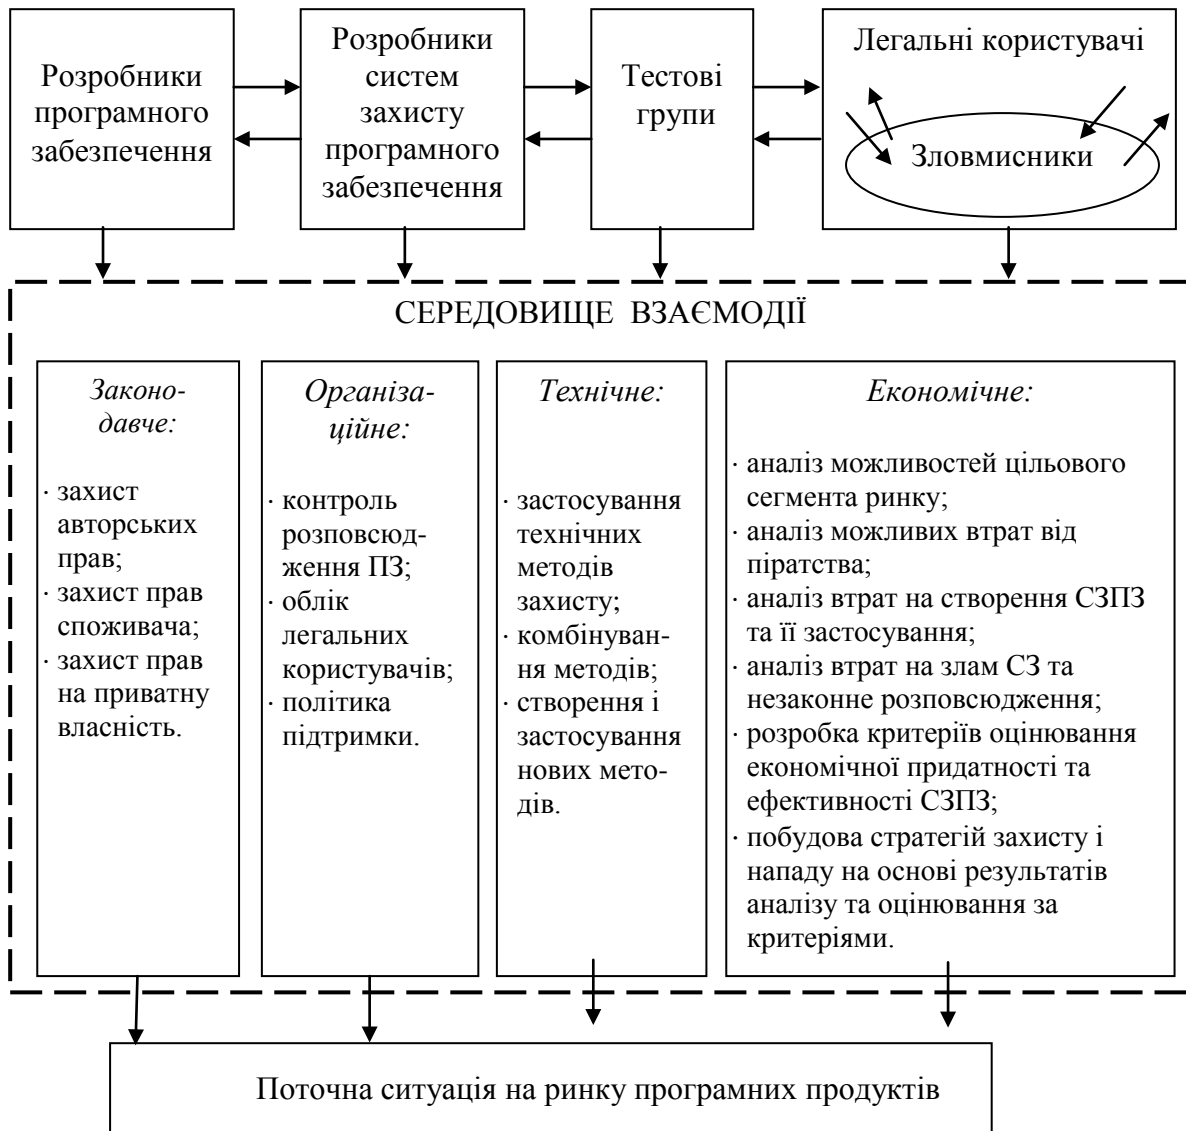 Розробники
програмного
забезпечення
Розробники
систем
захисту
програмного
забезпечення
Тестові
групи
Легальні користувачі
Зловмисники
СЕРЕДОВИЩЕ ВЗАЄМОДІЇ
Законо-
давче:
· захист
авторських
прав;
· захист прав
споживача;
· захист прав
на приватну
власність.
Організа-
ційне:
· контроль
розповсюд-
ження ПЗ;
· облік
легальних
користувачів;
· політика
підтримки.
Технічне:
· застосування
технічних
методів
захисту;
· комбінуван-
ня методів;
· створення і
застосування
нових мето-
дів.
Економічне:
· аналіз можливостей цільового
сегмента ринку;
· аналіз можливих втрат від
піратства;
· аналіз втрат на створення СЗПЗ
та її застосування;
· аналіз втрат на злам СЗ та
незаконне розповсюдження;
· розробка критеріїв оцінювання
економічної придатності та
ефективності СЗПЗ;
· побудова стратегій захисту і
нападу на основі результатів
аналізу та оцінювання за
критеріями.
Поточна ситуація на ринку програмних продуктів